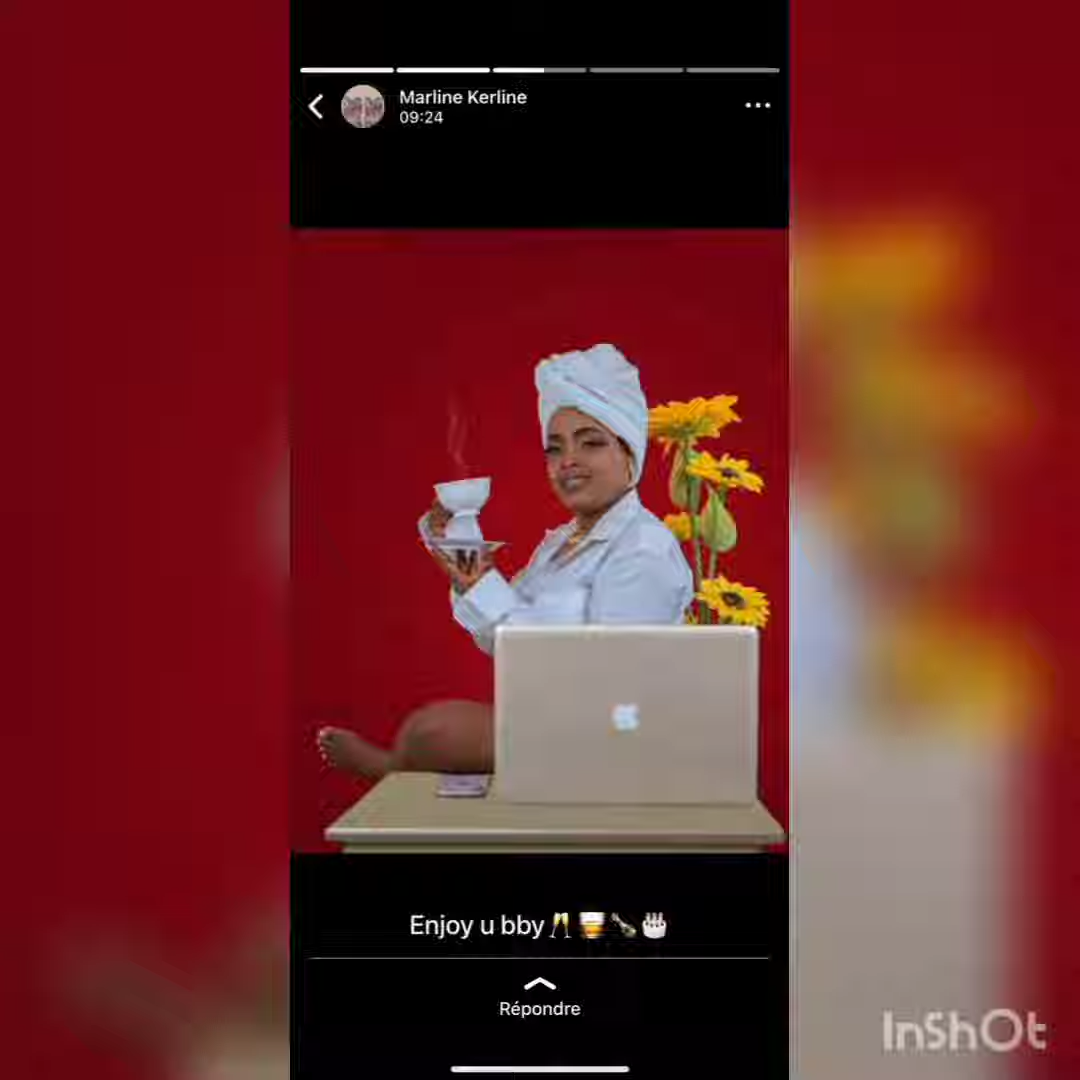 Marline Kerline
09:24
M
Enjoy u bby🥂🥃🍾🎂
Répondre
InShOt